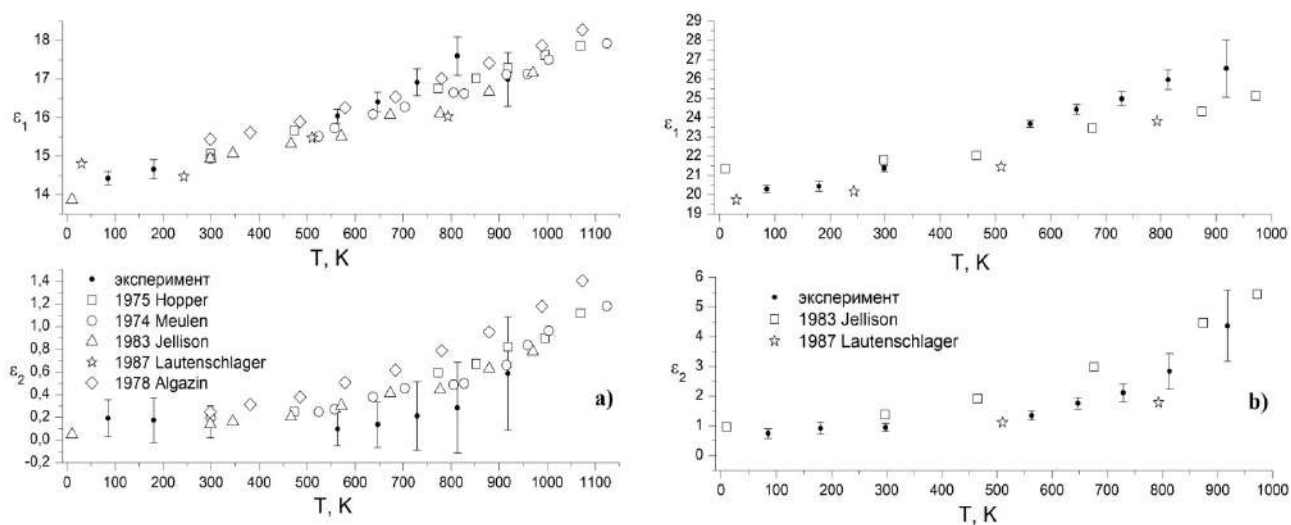 18
17
16
15
14
ε1
0 100 200 300 400 500 600 700 800 900 1000 1100
T, K
29
28
27
26
25
24
23
22
21
20
19
ε1
0 100 200 300 400 500 600 700 800 900 1000
T, K
1,4
1,2
1,0
0,8
0,6
0,4
0,2
0,0
-0,2
ε2
эксперимент
1975 Hopper
1974 Meulen
1983 Jellison
1987 Lautenschlager
1978 Algazin
a)
0 100 200 300 400 500 600 700 800 900 1000 1100
T, K
6
5
4
3
2
1
0
ε2
эксперимент
1983 Jellison
1987 Lautenschlager
b)
0 100 200 300 400 500 600 700 800 900 1000
T, K